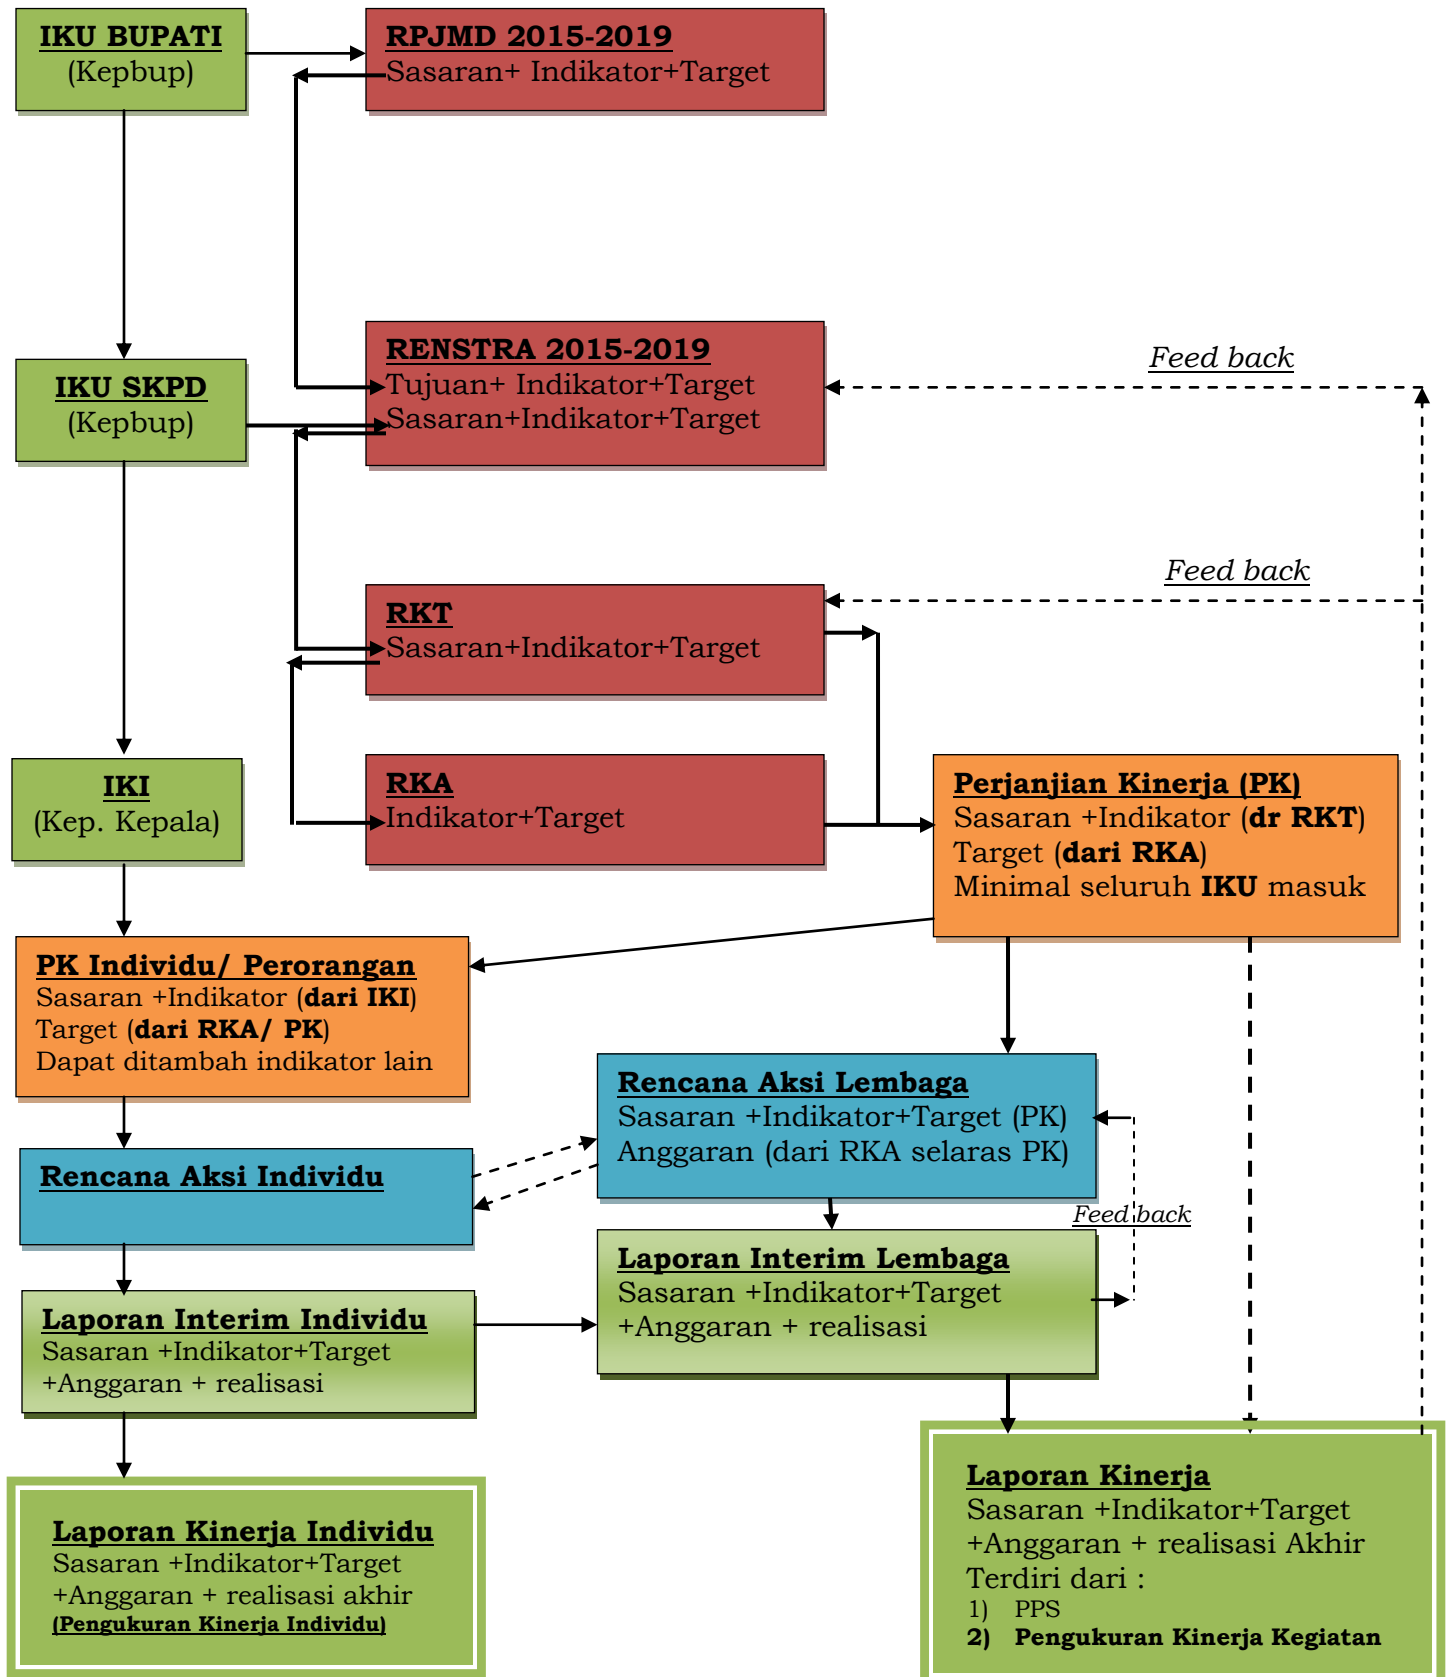 IKU BUPATI
(Kepbup)
RPJMD 2015-2019
Sasaran+ Indikator+Target
RENSTRA 2015-2019
Tujuan+ Indikator+Target
Sasaran+Indikator+Target
Feed back
IKU SKPD
(Kepbup)
Feed back
RKT
Sasaran+Indikator+Target
IKI
(Kep. Kepala)
RKA
Indikator+Target
Perjanjian Kinerja (PK)
Sasaran +Indikator (dr RKT)
Target (dari RKA)
Minimal seluruh IKU masuk
PK Individu/ Perorangan
Sasaran +Indikator (dari IKI)
Target (dari RKA/ PK)
Dapat ditambah indikator lain
Rencana Aksi Lembaga
Sasaran +Indikator+Target (PK)
Anggaran (dari RKA selaras PK)
Rencana Aksi Individu
Feed back
Laporan Interim Lembaga
Sasaran +Indikator+Target
+Anggaran + realisasi
Laporan Interim Individu
Sasaran +Indikator+Target
+Anggaran + realisasi
Laporan Kinerja
Sasaran +Indikator+Target
+Anggaran + realisasi Akhir
Terdiri dari :
1) PPS
2) Pengukuran Kinerja Kegiatan
Laporan Kinerja Individu
Sasaran +Indikator+Target
+Anggaran + realisasi akhir
(Pengukuran Kinerja Individu)